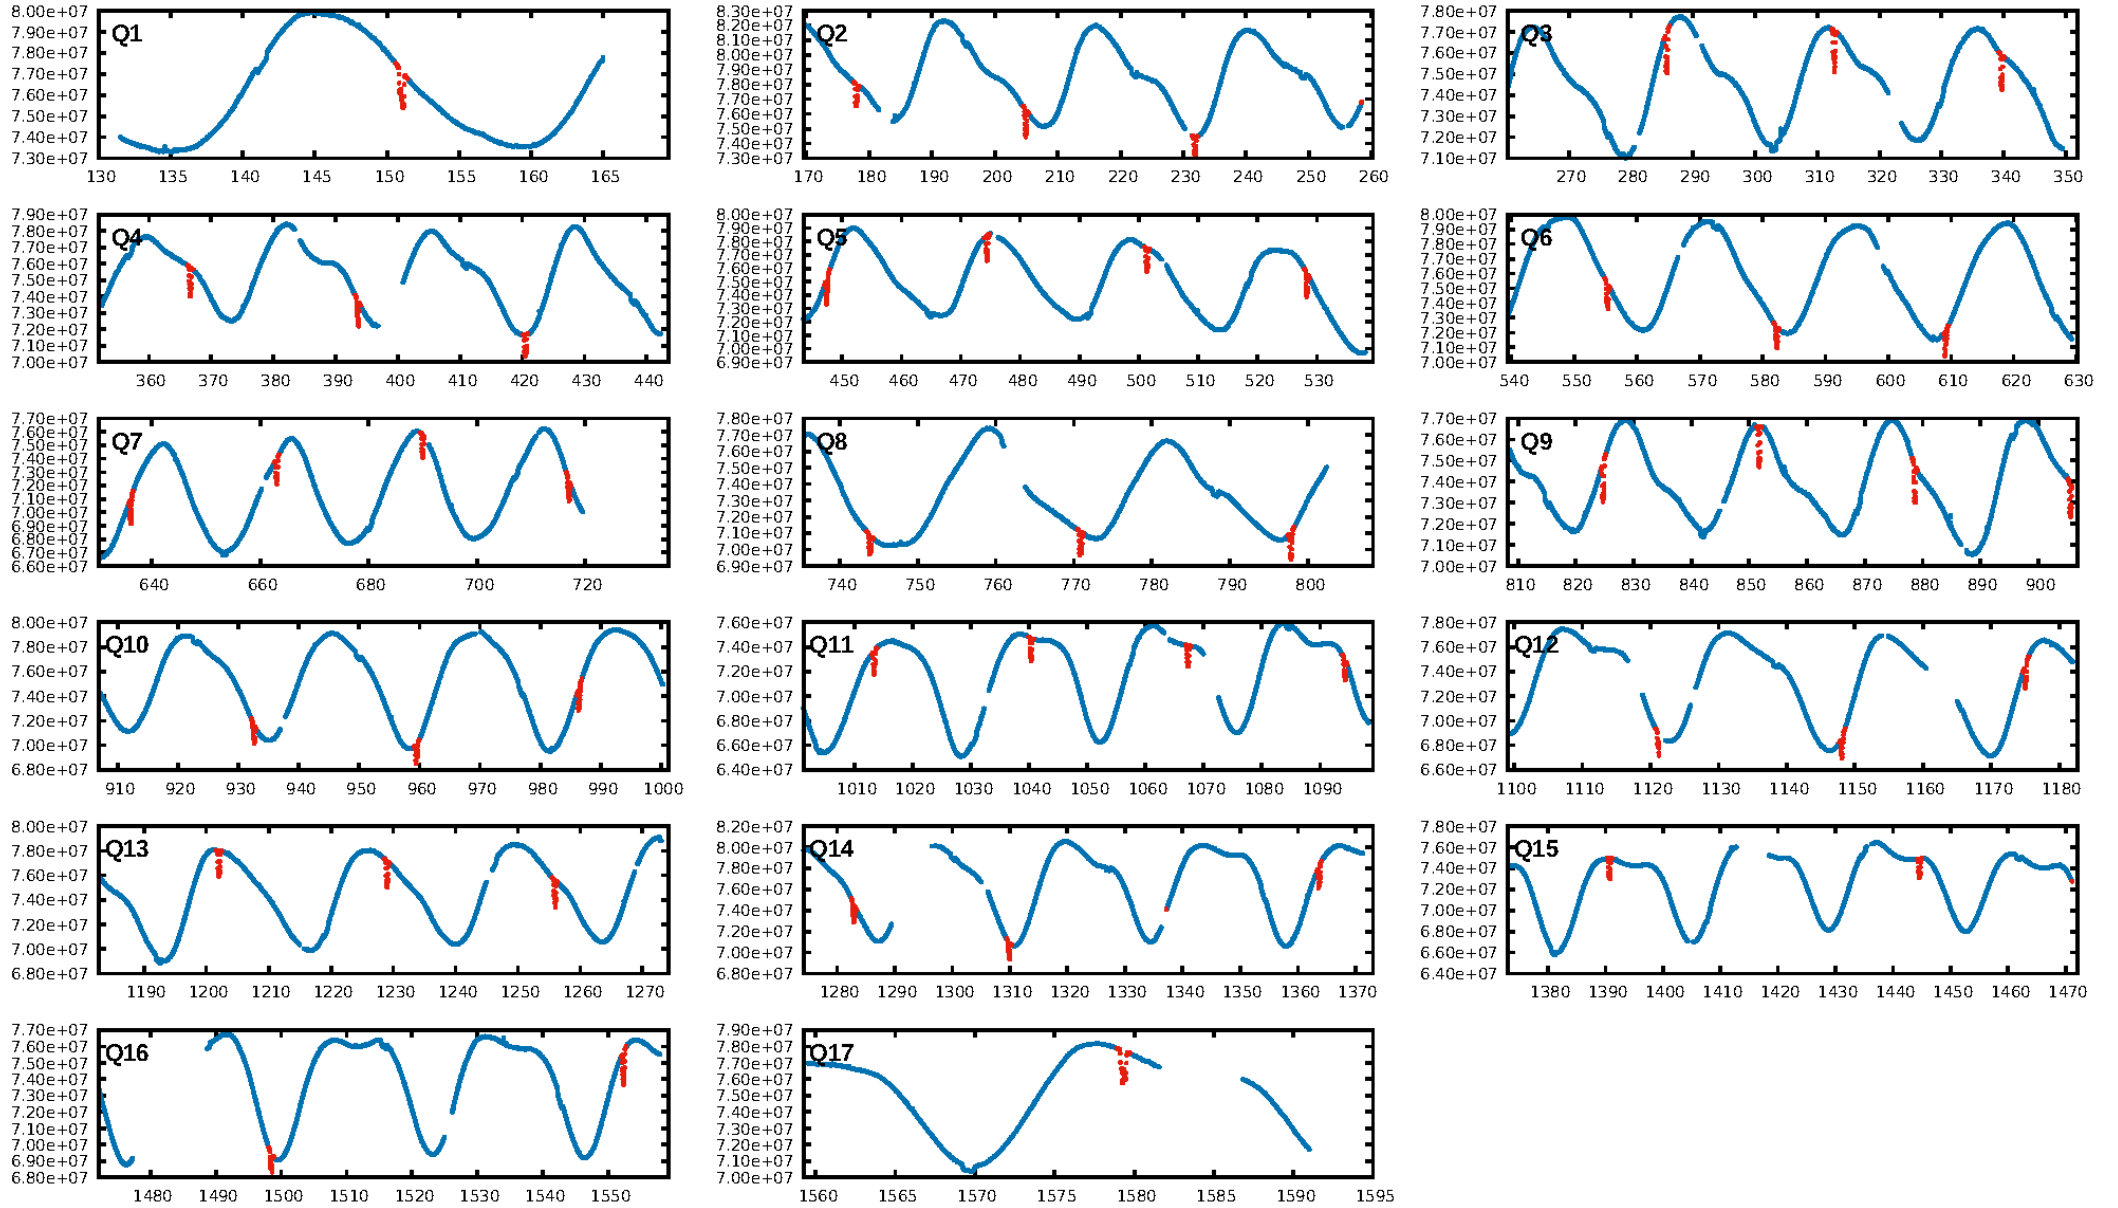 Q1
8.00e+07
7.90e+07
7.80e+07
7.70e+07
7.60e+07
7.50e+07
7.40e+07
7.30e+07
130 135 140 145 150 155 160 165
Q2
8.30e+07
8.20e+07
8.10e+07
8.00e+07
7.90e+07
7.80e+07
7.70e+07
7.60e+07
7.50e+07
7.40e+07
7.30e+07
170 180 190 200 210 220 230 240 250 260
Q3
7.80e+07
7.70e+07
7.60e+07
7.50e+07
7.40e+07
7.30e+07
7.20e+07
7.10e+07
270 280 290 300 310 320 330 340 350
Q4
7.90e+07
7.80e+07
7.70e+07
7.60e+07
7.50e+07
7.40e+07
7.30e+07
7.20e+07
7.10e+07
7.00e+07
360 370 380 390 400 410 420 430 440
Q5
8.00e+07
7.90e+07
7.80e+07
7.70e+07
7.60e+07
7.50e+07
7.40e+07
7.30e+07
7.20e+07
7.10e+07
7.00e+07
6.90e+07
450 460 470 480 490 500 510 520 530
Q6
8.00e+07
7.90e+07
7.80e+07
7.70e+07
7.60e+07
7.50e+07
7.40e+07
7.30e+07
7.20e+07
7.10e+07
7.00e+07
540 550 560 570 580 590 600 610 620 630
Q7
7.70e+07
7.60e+07
7.50e+07
7.40e+07
7.30e+07
7.20e+07
7.10e+07
7.00e+07
6.90e+07
6.80e+07
6.70e+07
6.60e+07
640 660 680 700 720
Q8
7.80e+07
7.70e+07
7.60e+07
7.50e+07
7.40e+07
7.30e+07
7.20e+07
7.10e+07
7.00e+07
6.90e+07
740 750 760 770 780 790 800
Q9
7.70e+07
7.60e+07
7.50e+07
7.40e+07
7.30e+07
7.20e+07
7.10e+07
7.00e+07
810 820 830 840 850 860 870 880 890 900
Q10
8.00e+07
7.80e+07
7.60e+07
7.40e+07
7.20e+07
7.00e+07
6.80e+07
910 920 930 940 950 960 970 980 990 1000
Q11
7.60e+07
7.40e+07
7.20e+07
7.00e+07
6.80e+07
6.60e+07
6.40e+07
1010 1020 1030 1040 1050 1060 1070 1080 1090
Q12
7.80e+07
7.60e+07
7.40e+07
7.20e+07
7.00e+07
6.80e+07
6.60e+07
1100 1110 1120 1130 1140 1150 1160 1170 1180
Q13
8.00e+07
7.80e+07
7.60e+07
7.40e+07
7.20e+07
7.00e+07
6.80e+07
1190 1200 1210 1220 1230 1240 1250 1260 1270
Q14
8.20e+07
8.00e+07
7.80e+07
7.60e+07
7.40e+07
7.20e+07
7.00e+07
6.80e+07
1280 1290 1300 1310 1320 1330 1340 1350 1360 1370
Q15
7.80e+07
7.60e+07
7.40e+07
7.20e+07
7.00e+07
6.80e+07
6.60e+07
6.40e+07
1380 1390 1400 1410 1420 1430 1440 1450 1460 1470
Q16
7.70e+07
7.60e+07
7.50e+07
7.40e+07
7.30e+07
7.20e+07
7.10e+07
7.00e+07
6.90e+07
6.80e+07
1480 1490 1500 1510 1520 1530 1540 1550
Q17
7.90e+07
7.80e+07
7.70e+07
7.60e+07
7.50e+07
7.40e+07
7.30e+07
7.20e+07
7.10e+07
7.00e+07
1560 1565 1570 1575 1580 1585 1590 1595